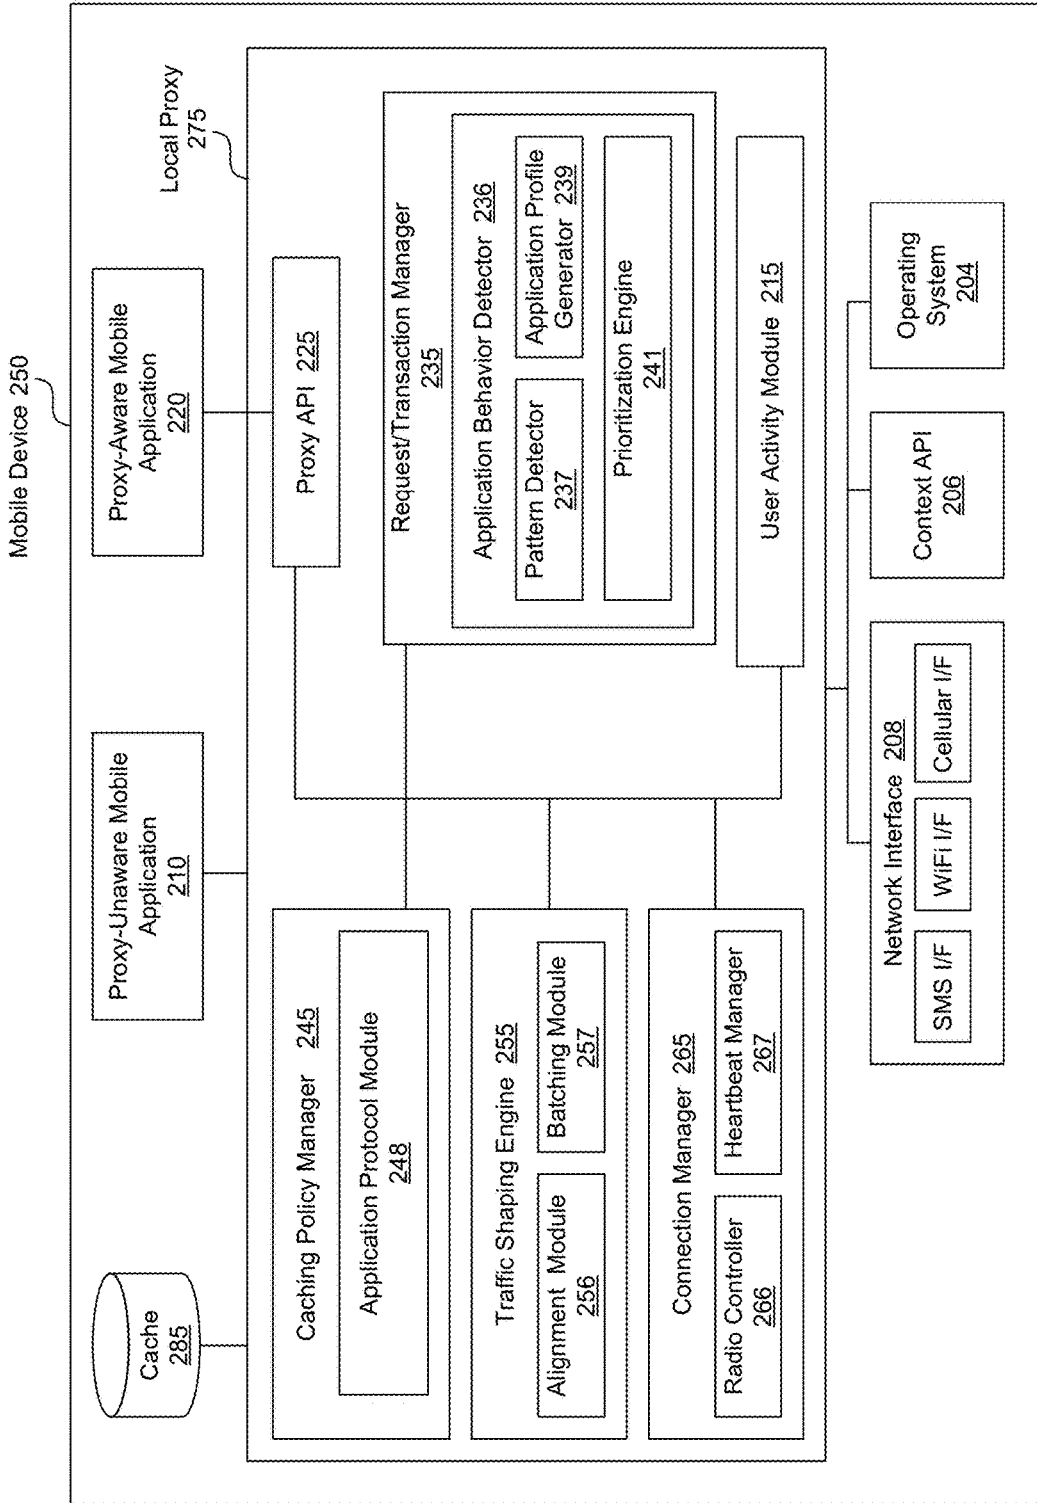 Mobile Device 250
Cache
285
Proxy-Unaware Mobile
Application
210
Proxy-Aware Mobile
Application
220
Local Proxy
275
Proxy API 225
Caching Policy Manager 245
Application Protocol Module
248
Traffic Shaping Engine 255
Alignment Module
256
Batching Module
257
Connection Manager 265
Radio Controller
266
Heartbeat Manager
267
Request/Transaction Manager
235
Application Behavior Detector 236
Pattern Detector
237
Application Profile
Generator 239
Prioritization Engine
241
User Activity Module 215
Network Interface 208
SMS I/F
WiFi I/F
Cellular I/F
Context API
206
Operating
System
204